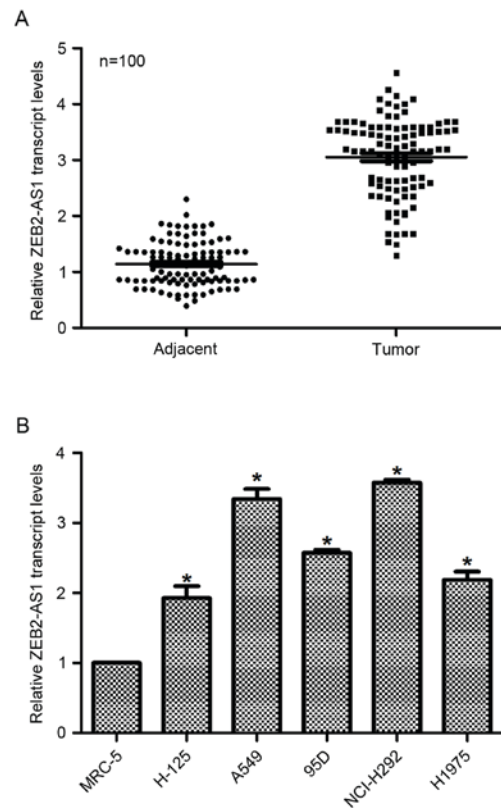 A
Relative ZEB2-AS1 transcript levels
5
4
3
2
1
0
n=100
Adjacent Tumor
B
Relative ZEB2-AS1 transcript levels
4
3
2
1
0
* * * * *
MRC-5 H-125 A549 95D NCI-H292 H1975